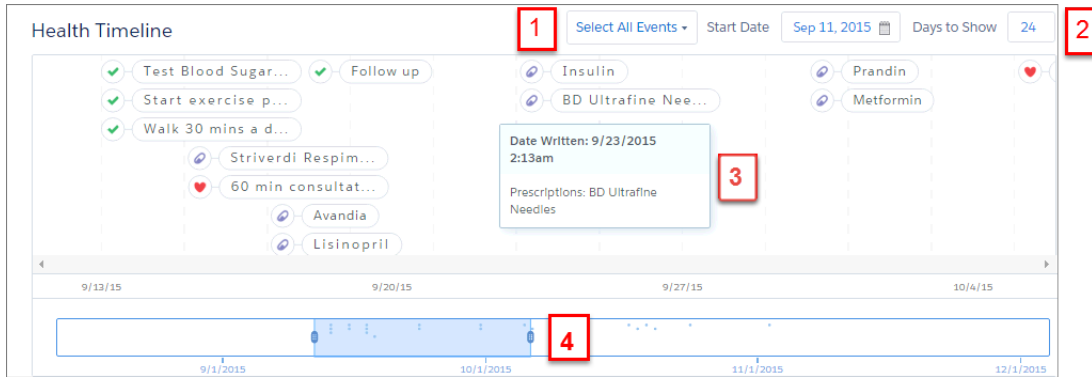 Health Timeline
1
Select All Events
Start Date
Sep 11, 2015
Days to Show
24
2
Test Blood Sugar...
Follow up
Insulin
Prandin
Start exercise p...
BD Ultrafine Nee...
Metformin
Walk 30 mins a d...
Date Written: 9/23/2015
2:13am
Striverdi Respim...
3
60 min consultat...
Prescriptions: BD Ultrafine
Needles
Avandia
Lisinopril
9/13/15
9/20/15
9/27/15
10/4/15
4
9/1/2015
10/1/2015
11/1/2015
12/1/2015